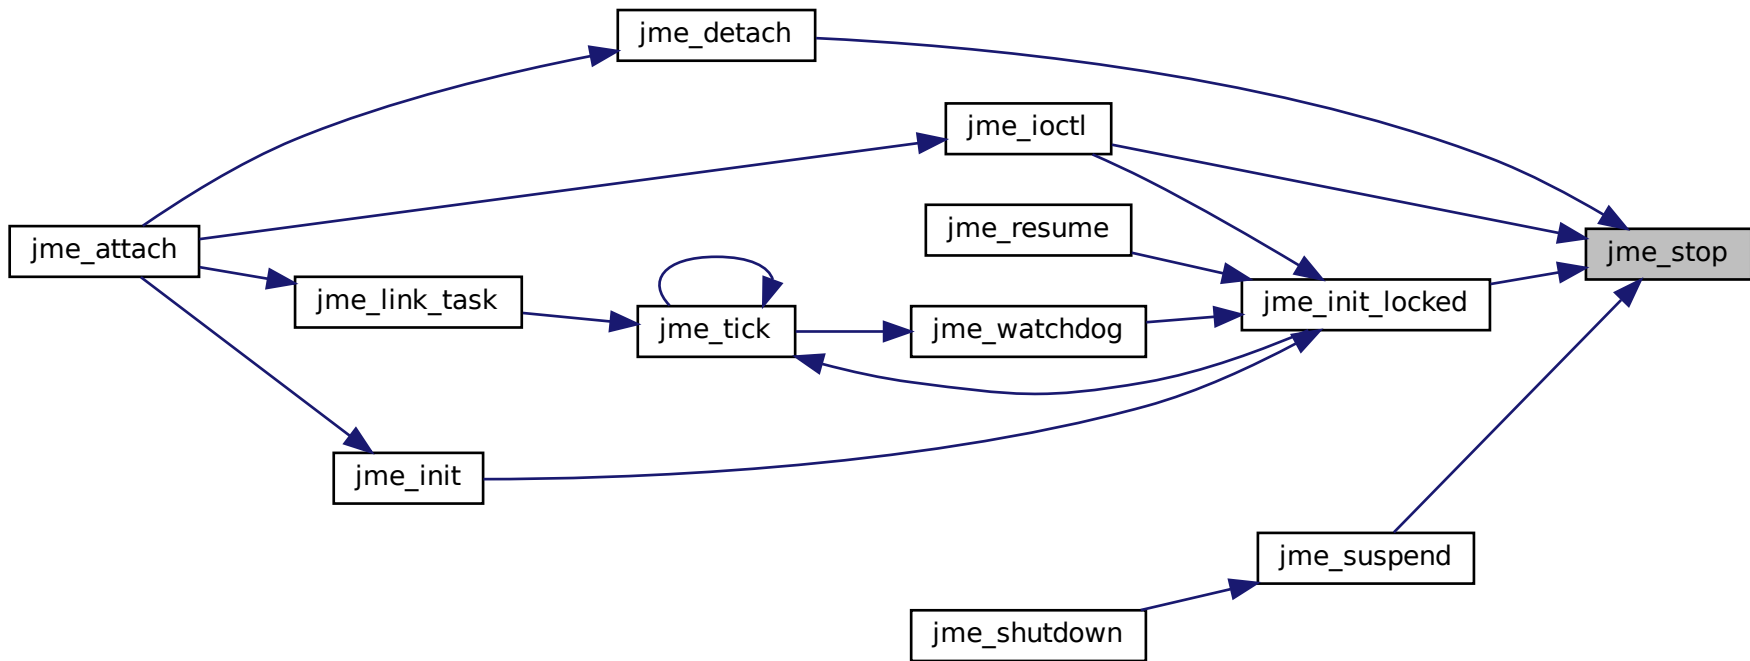 jme_detach
jme_ioctl
jme_resume
jme_attach
jme_stop
jme_link_task
jme_init_locked
jme_tick
jme_watchdog
jme_init
jme_suspend
jme_shutdown